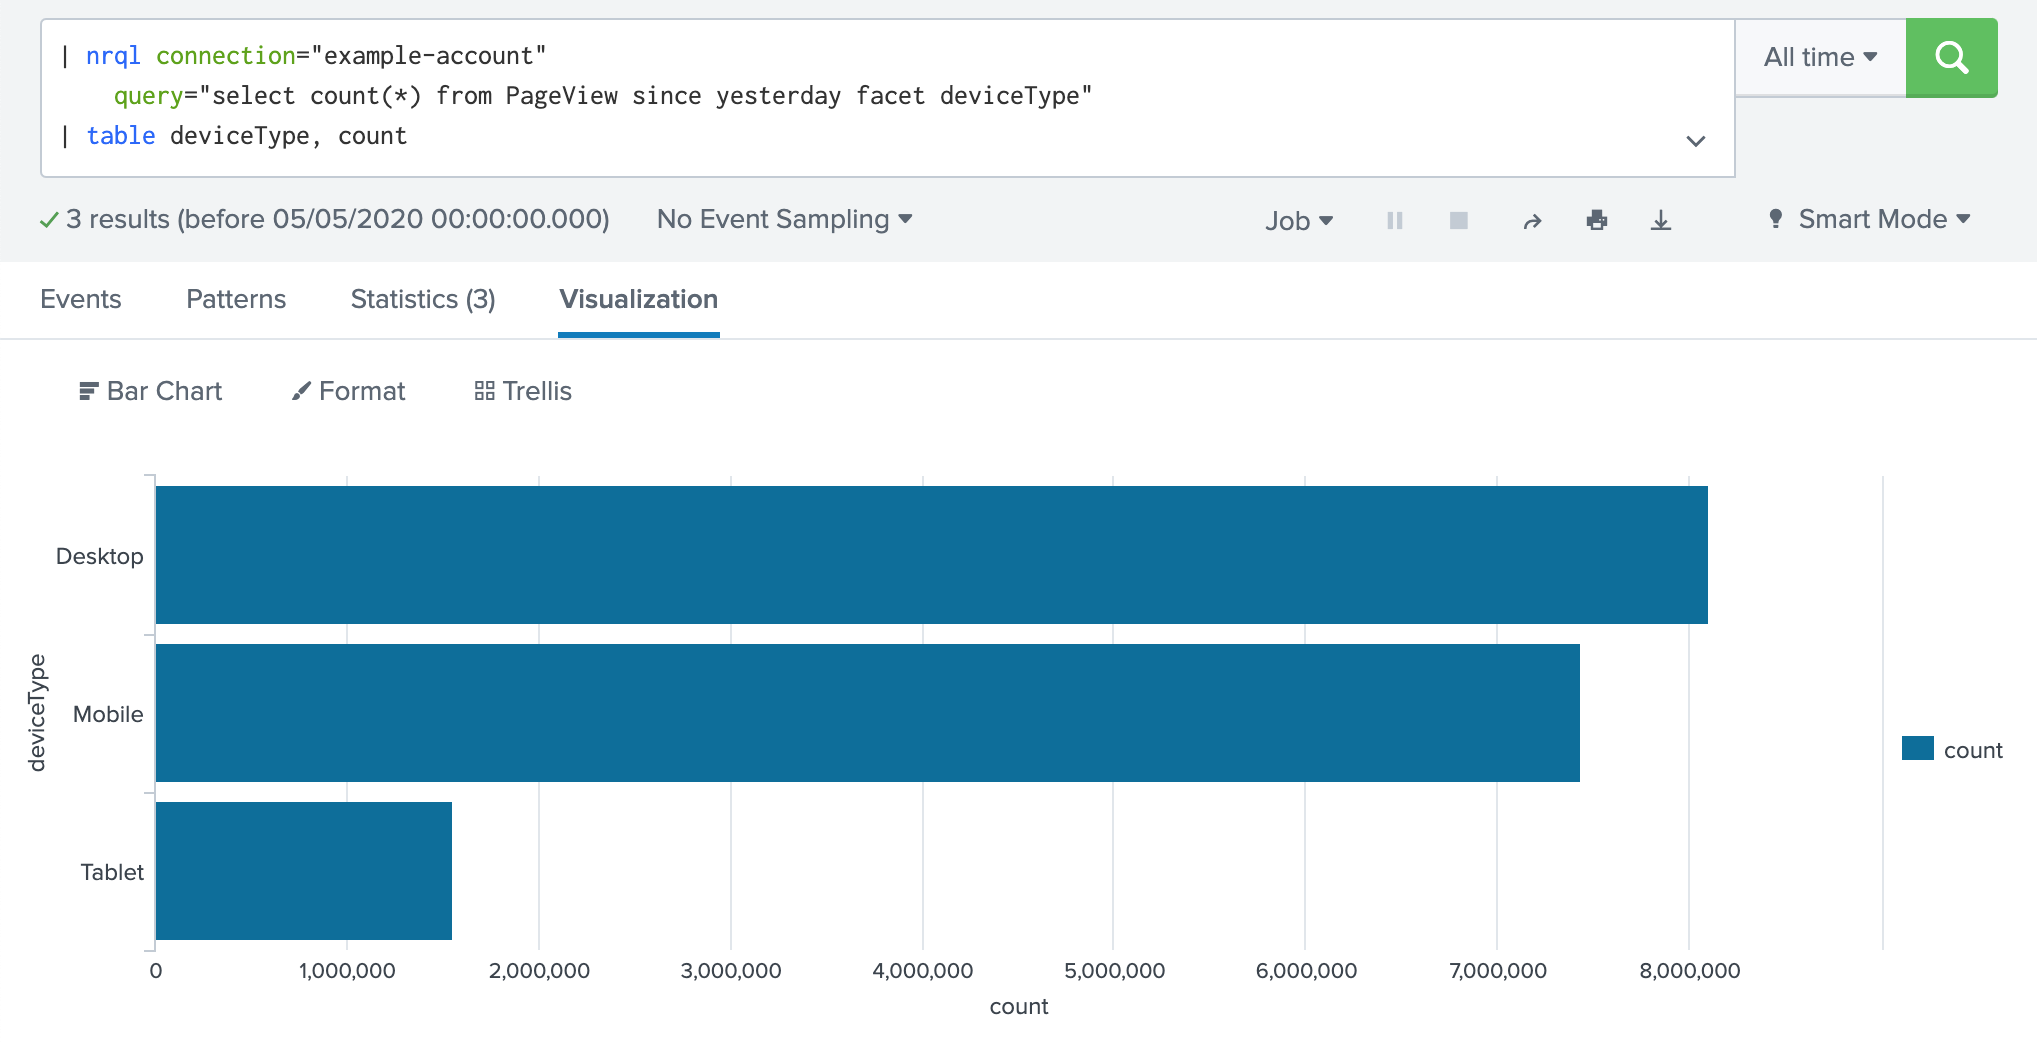 | nrql connection="example-account"
query="select count(*) from PageView since yesterday facet deviceType"
| table deviceType, count
All time
3 results (before 05/05/2020 00:00:00.000)
No Event Sampling
Job
Smart Mode
Events
Patterns
Statistics (3)
Visualization
Bar Chart
Format
Trellis
deviceType
Desktop
Mobile
Tablet
count
0
1,000,000
2,000,000
3,000,000
4,000,000
5,000,000
6,000,000
7,000,000
8,000,000
count